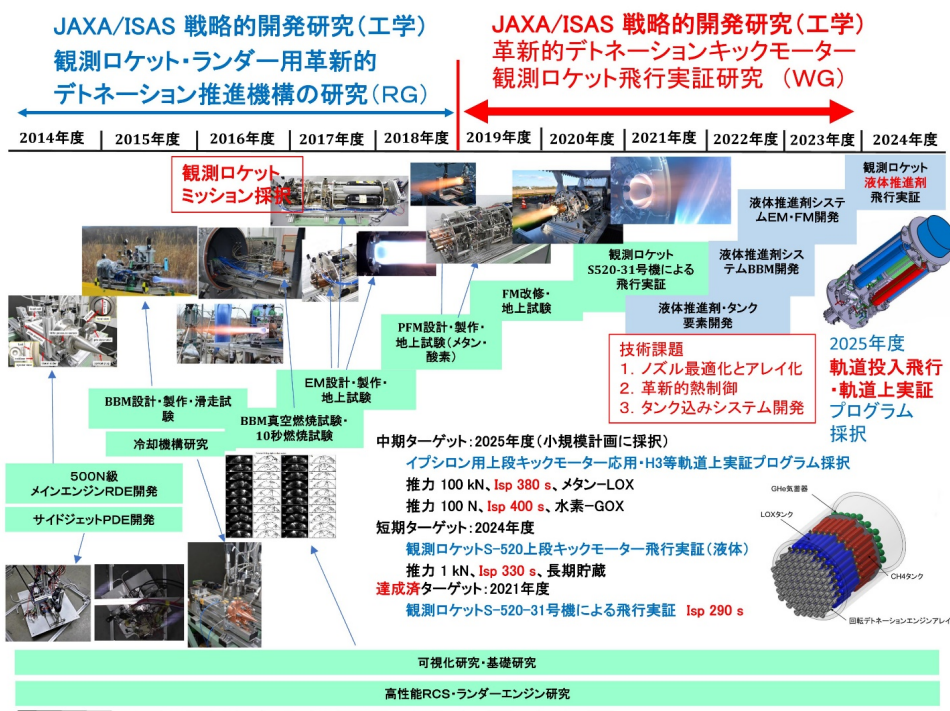 JAXA/ISAS 戦略的開発研究(工学)
観測ロケット・ランダー用革新的
デトネーション推進機構の研究(RG)
JAXA/ISAS 戦略的開発研究(工学)
革新的デトネーションキックモーター
観測ロケット飛行実証研究 (WG)
2014年度
2015年度
2016年度
2017年度
2018年度
2019年度
2020年度
2021年度
2022年度
2023年度
2024年度
観測ロケット
ミッション採択
観測ロケット
液体推進剤
飛行実証
液体推進剤システ
ムEM・FM開発
液体推進剤シス
テムBBM開発
液体推進剤・タンク
要素開発
観測ロケット
S520-31号機による
飛行実証
FM改修・
地上試験
PFM設計・製作・
地上試験(メタン・
酸素)
EM設計・製作・
地上試験
BBM真空燃焼試験・
10秒燃焼試験
BBM設計・製作・滑走試
験
冷却機構研究
500N級
メインエンジンRDE開発
サイドジェットPDE開発
技術課題
1. ノズル最適化とアレイ化
2. 革新的熱制御
3. タンク込みシステム開発
2025年度
軌道投入飛行
・軌道上実証
プログラム
採択
中期ターゲット:2025年度(小規模計画に採択)
イプシロン用上段キックモーター応用・H3等軌道上実証プログラム採択
推力 100 kN、Isp 380 s、メタン-LOX
推力 100 N、Isp 400 s、水素-GOX
短期ターゲット:2024年度
観測ロケットS-520上段キックモーター飛行実証(液体)
推力 1 kN、Isp 330 s、長期貯蔵
達成済ターゲット:2021年度
観測ロケットS-520-31号機による飛行実証 Isp 290 s
GHe気蓄器
LOXタンク
CH4タンク
回転デトネーションエンジンアレイ
可視化研究・基礎研究
高性能RCS・ランダーエンジン研究